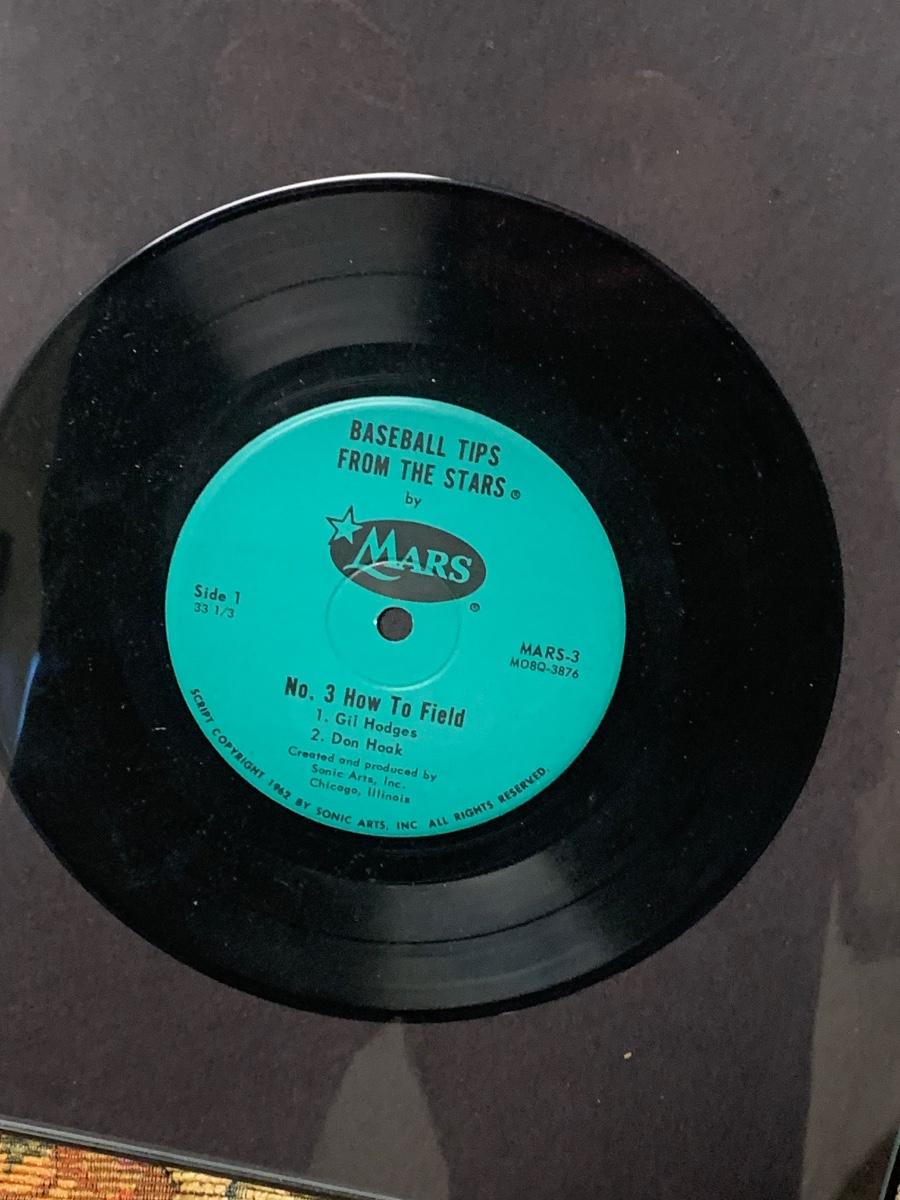 BASEBALL TIPS
FROM THE STARS®
by
MARS
®
Side 1
33 1/3
MARS-3
MO8Q-3876
No. 3 How To Field
1. Gil Hodges
2. Don Hoak
Created and produced by
Sonic Arts, Inc.
Chicago, Illinois
SCRIPT COPYRIGHT 1962 BY SONIC ARTS, INC. ALL RIGHTS RESERVED.